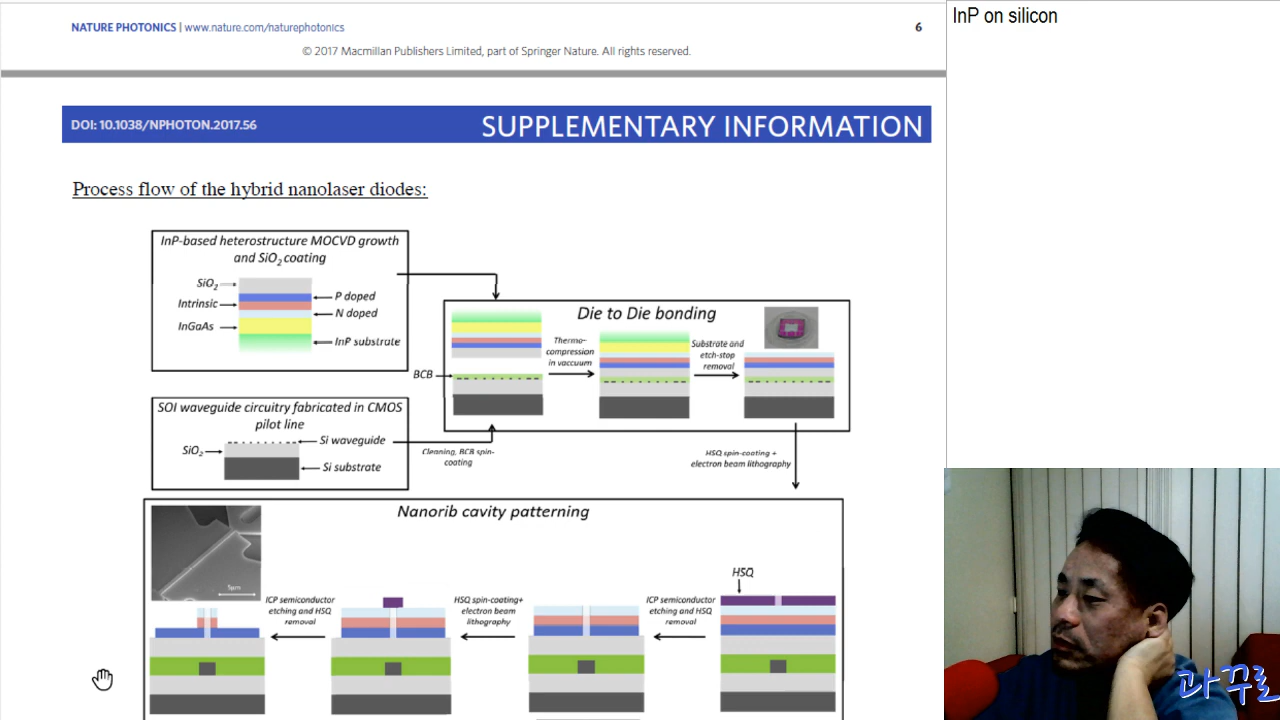 NATURE PHOTONICS | www.nature.com/naturephotonics
6
© 2017 Macmillan Publishers Limited, part of Springer Nature. All rights reserved.
DOI: 10.1038/NPHOTON.2017.56
SUPPLEMENTARY INFORMATION
Process flow of the hybrid nanolaser diodes:
InP-based heterostructure MOCVD growth
and SiO2 coating
SiO2
P doped
Intrinsic
N doped
InGaAs
InP substrate
Die to Die bonding
Thermo-
compression
in vaccuum
Substrate and
etch-stop
removal
BCB
SOI waveguide circuitry fabricated in CMOS
pilot line
Si waveguide
SiO2
Si substrate
Cleaning, BCB spin-
coating
HSQ spin-coating +
electron beam lithography
Nanorib cavity patterning
5µm
HSQ
ICP semiconductor
etching and HSQ
removal
HSQ spin-coating+
electron beam
lithography
ICP semiconductor
etching and HSQ
removal
InP on silicon
과꾸로